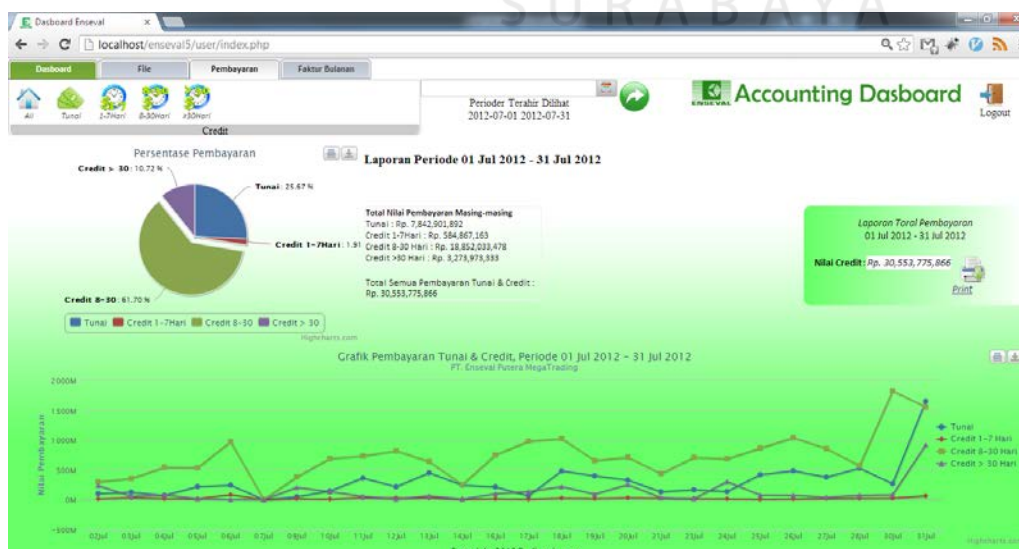 SURABAYA
Dasboard Enseval
localhost/enseval5/user/index.php
Dasboard File Pembayaran Faktur Bulanan
All Tunai 1-7Hari 8-30Hari >30Hari
Credit
Perioder Terahir Dilihat
2012-07-01 2012-07-31
ENSEVAL Accounting Dasboard
Logout
Persentase Pembayaran
Credit > 30: 10.72 %
Tunai: 25.67 %
Credit 1-7Hari: 1.91
Credit 8-30: 61.70 %
Tunai Credit 1-7Hari Credit 8-30 Credit > 30
Highcharts.com
Laporan Periode 01 Jul 2012 - 31 Jul 2012
Total Nilai Pembayaran Masing-masing
Tunai : Rp. 7,842,901,892
Credit 1-7Hari : Rp. 584,867,163
Credit 8-30 Hari : Rp. 18,852,033,478
Credit >30 Hari : Rp. 3,273,973,333
Total Semua Pembayaran Tunai & Credit :
Rp. 30,553,775,866
Laporan Toral Pembayaran
01 Jul 2012 - 31 Jul 2012
Nilai Credit: Rp. 30,553,775,866
Print
Grafik Pembayaran Tunai & Credit, Periode 01 Jul 2012 - 31 Jul 2012
PT. Enseval Putera MegaTrading
Nilai Pembayaran
2000M
1500M
1000M
500M
0M
-500M
02Jul 03Jul 04Jul 05Jul 06Jul 07Jul 09Jul 10Jul 11Jul 12Jul 13Jul 14Jul 16Jul 17Jul 18Jul 19Jul 20Jul 21Jul 23Jul 24Jul 25Jul 26Jul 27Jul 28Jul 30Jul 31Jul
Tunai
Credit 1-7 Hari
Credit 8-30 Hari
Credit > 30 Hari
Highcharts.com